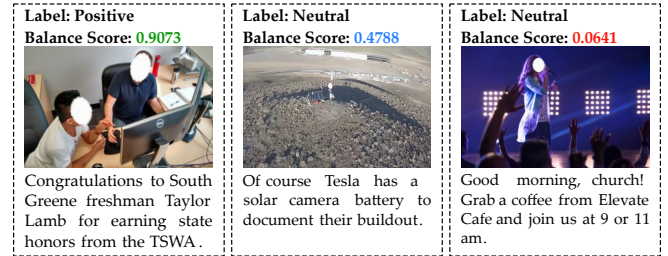 Label: Positive
Balance Score: 0.9073
Congratulations to South
Greene freshman Taylor
Lamb for earning state
honors from the TSWA.
Label: Neutral
Balance Score: 0.4788
Of course Tesla has a
solar camera battery to
document their buildout.
Label: Neutral
Balance Score: 0.0641
Good morning, church!
Grab a coffee from Elevate
Cafe and join us at 9 or 11
am.